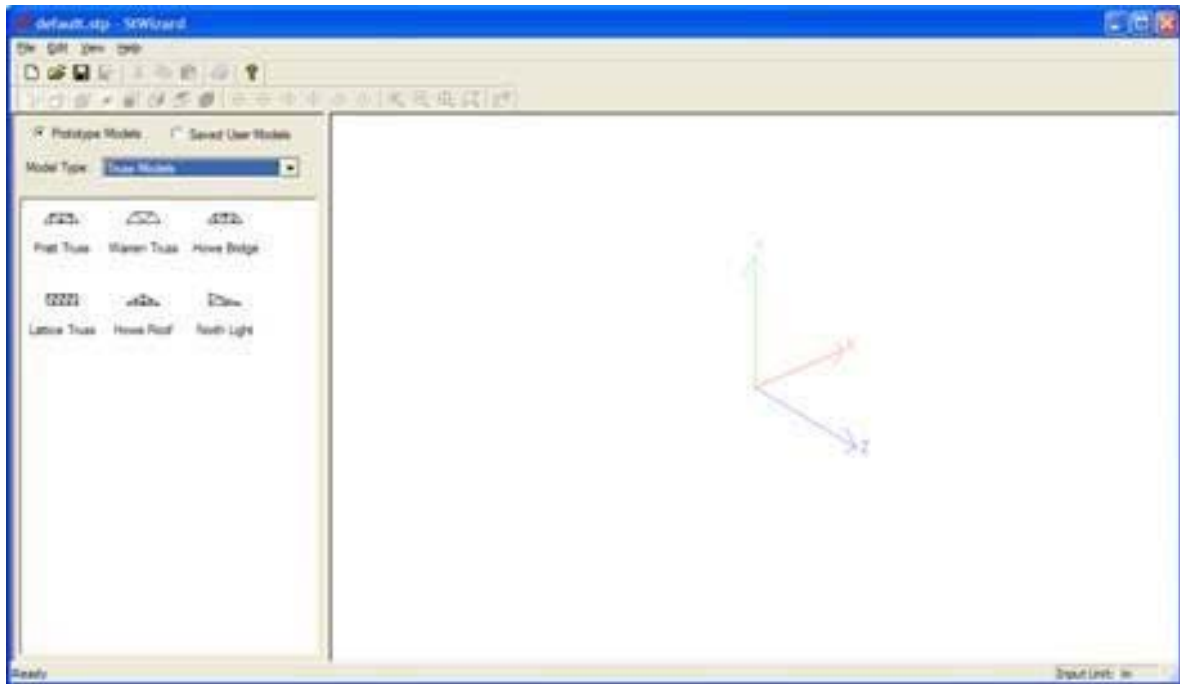 default.stp - StWizard
File Edit View Help
Prototype Models Saved User Models
Model Type: Truss Models
Pratt Truss Warren Truss Howe Bridge
Lattice Truss Howe Roof North Light
Y
X
Z
Ready Input Unit: in